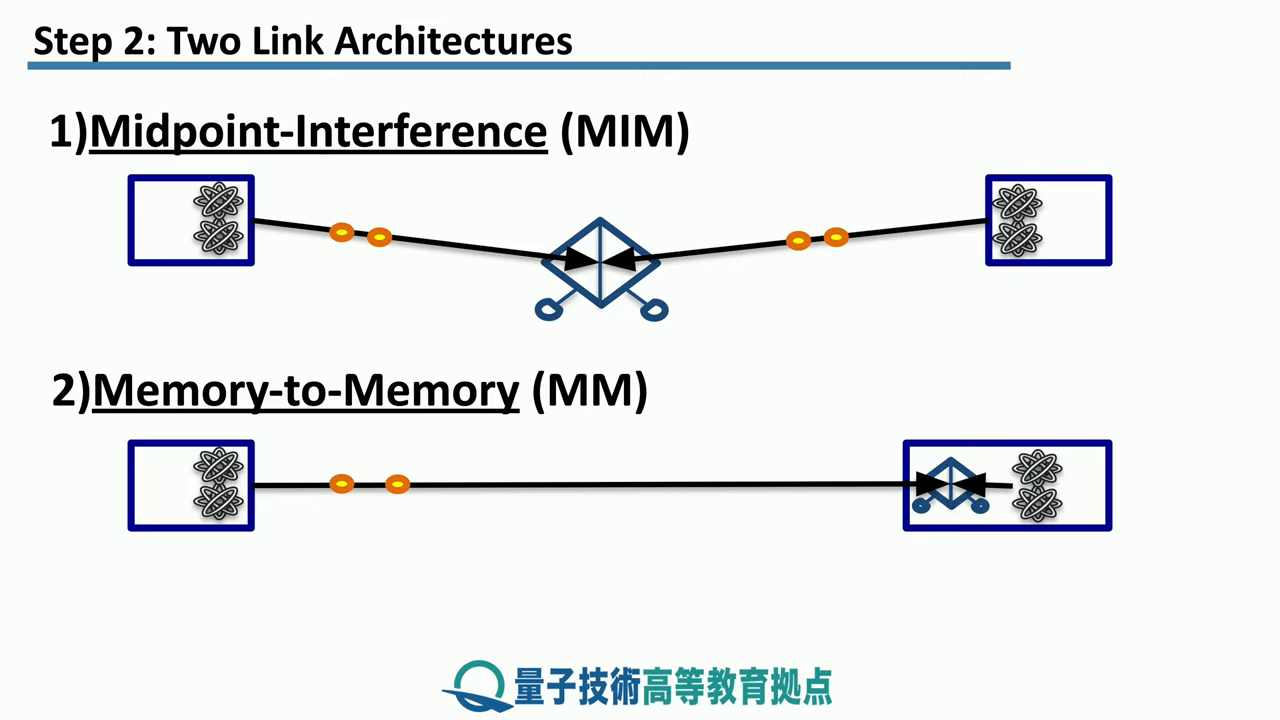 Step 2: Two Link Architectures
1)Midpoint-Interference (MIM)
2)Memory-to-Memory (MM)
量子技術高等教育拠点